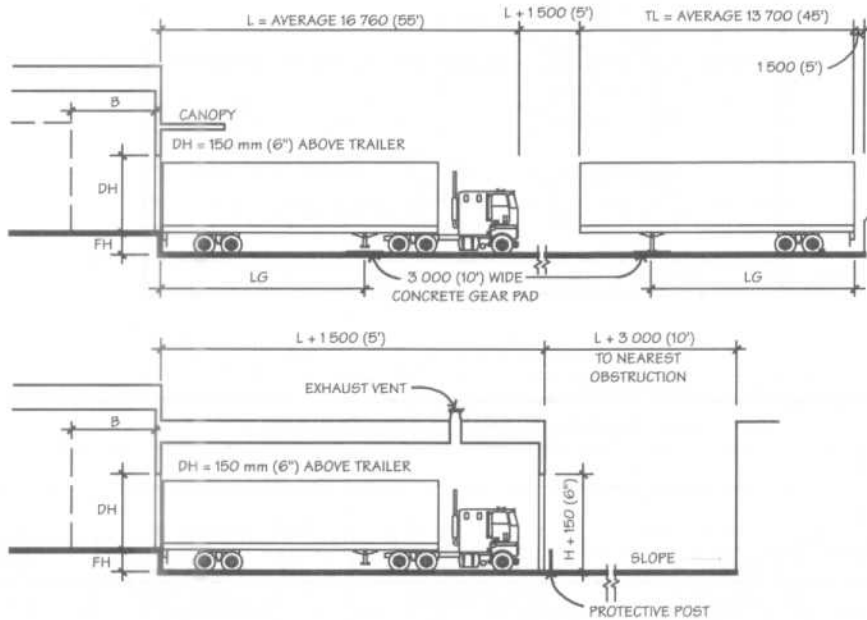 L = AVERAGE 16 760 (55')
L + 1 500 (5')
TL = AVERAGE 13 700 (45')
1 500 (5')
B
CANOPY
DH = 150 mm (6") ABOVE TRAILER
DH
FH
LG
3 000 (10') WIDE
CONCRETE GEAR PAD
LG
L + 1 500 (5')
L + 3 000 (10')
TO NEAREST
OBSTRUCTION
EXHAUST VENT
B
DH = 150 mm (6") ABOVE TRAILER
DH
FH
H + 150 (6")
SLOPE
PROTECTIVE POST